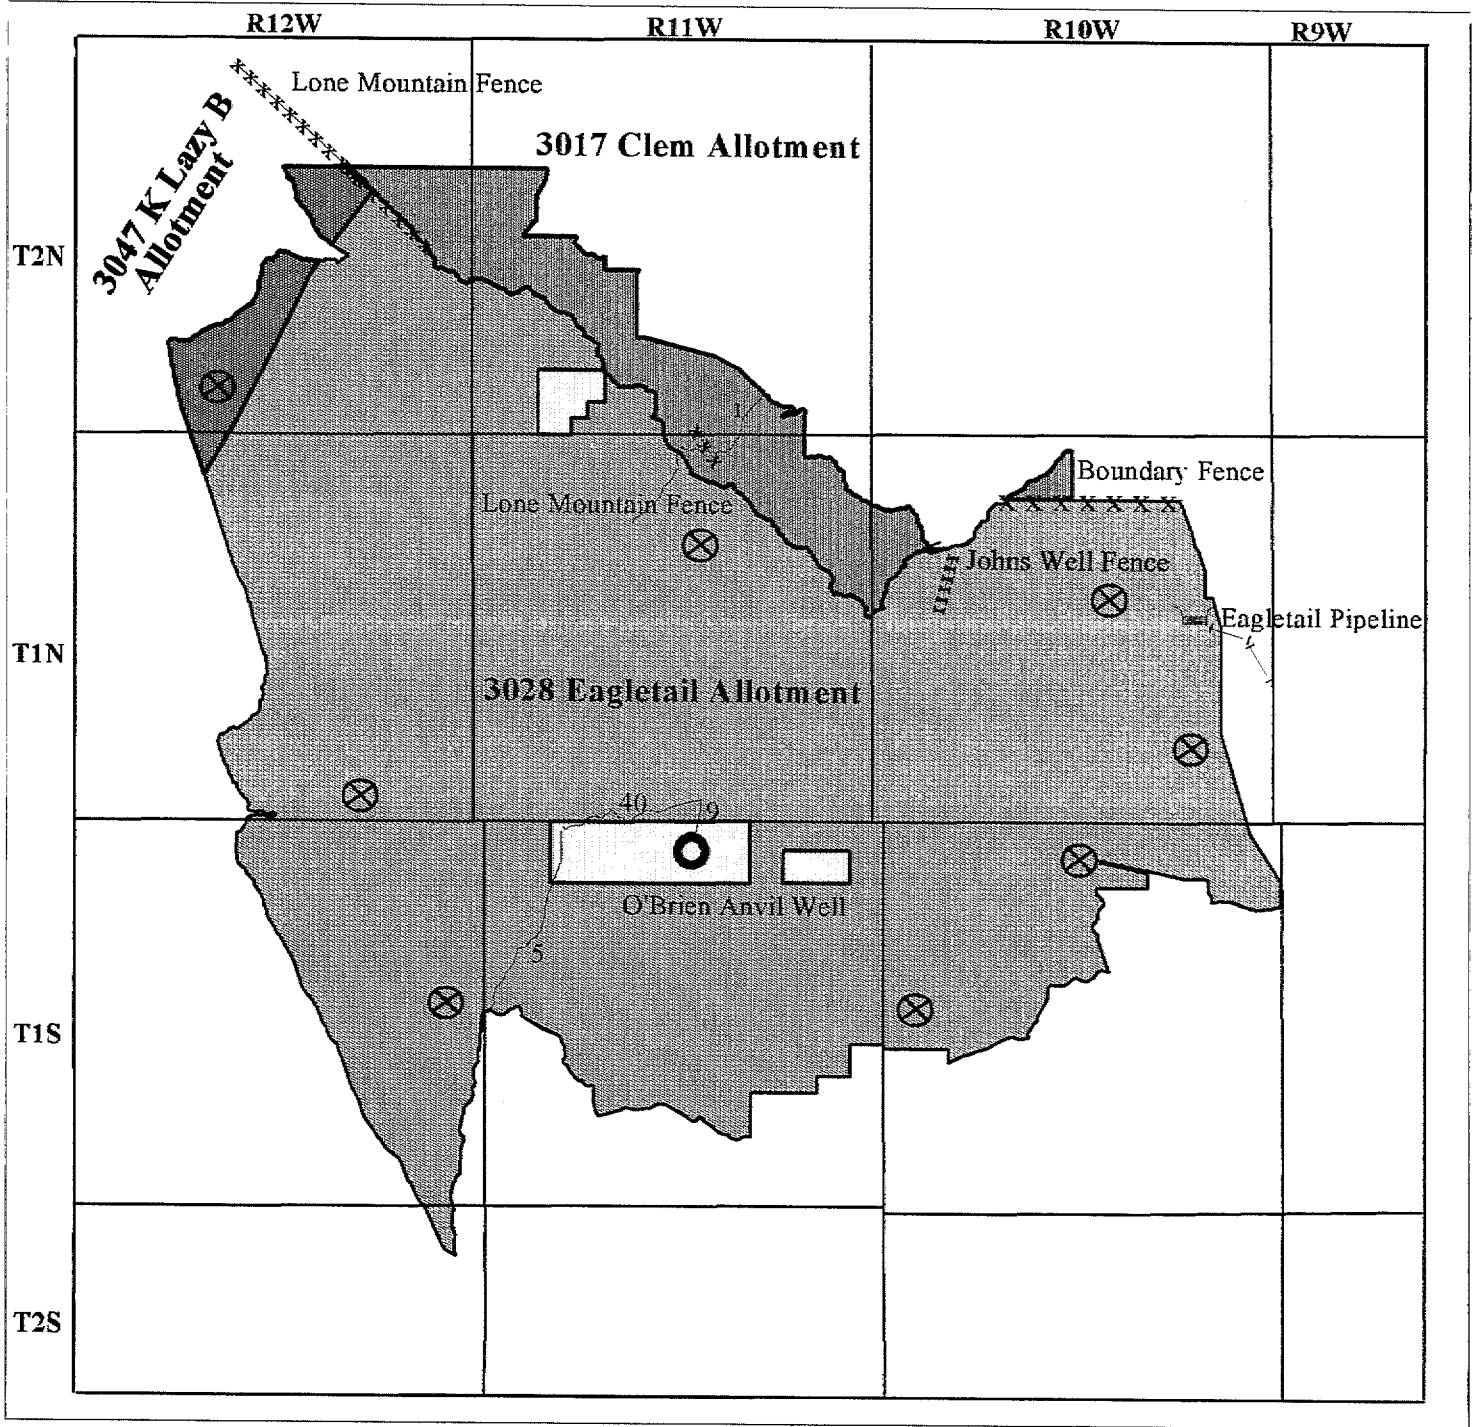 R12W R11W R10W R9W
Lone Mountain Fence
3017 Clem Allotment
3047 K Lazy B
Allotment
T2N
1
Boundary Fence
Lone Mountain Fence
Johns Well Fence
Eagletail Pipeline
T1N
3028 Eagletail Allotment
40
9
O'Brien Anvil Well
5
T1S
T2S